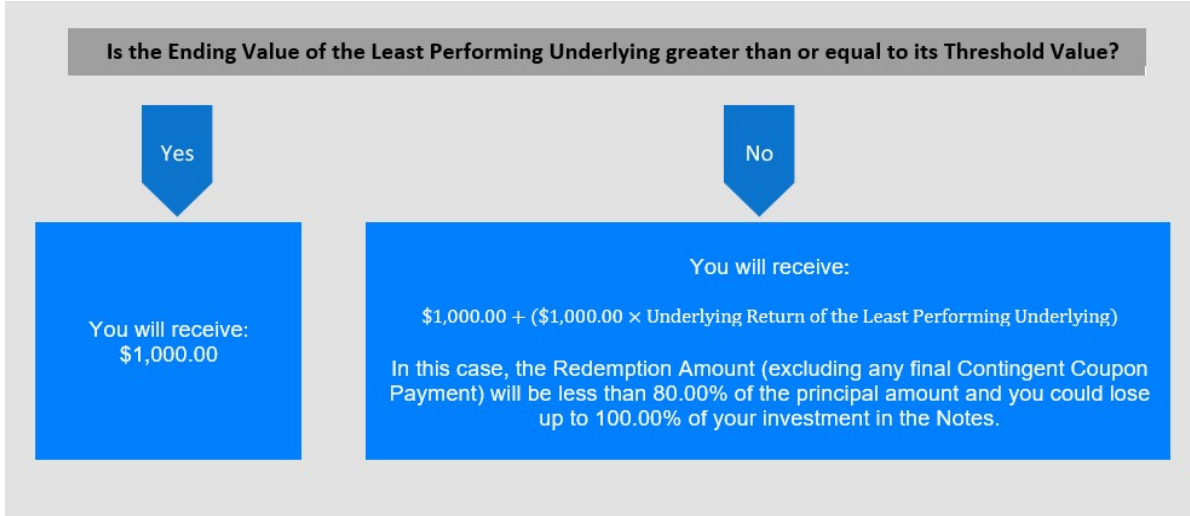 Is the Ending Value of the Least Performing Underlying greater than or equal to its Threshold Value?
Yes
No
You will receive:
$1,000.00
You will receive:
$1,000.00 + ($1,000.00 × Underlying Return of the Least Performing Underlying)
In this case, the Redemption Amount (excluding any final Contingent Coupon
Payment) will be less than 80.00% of the principal amount and you could lose
up to 100.00% of your investment in the Notes.